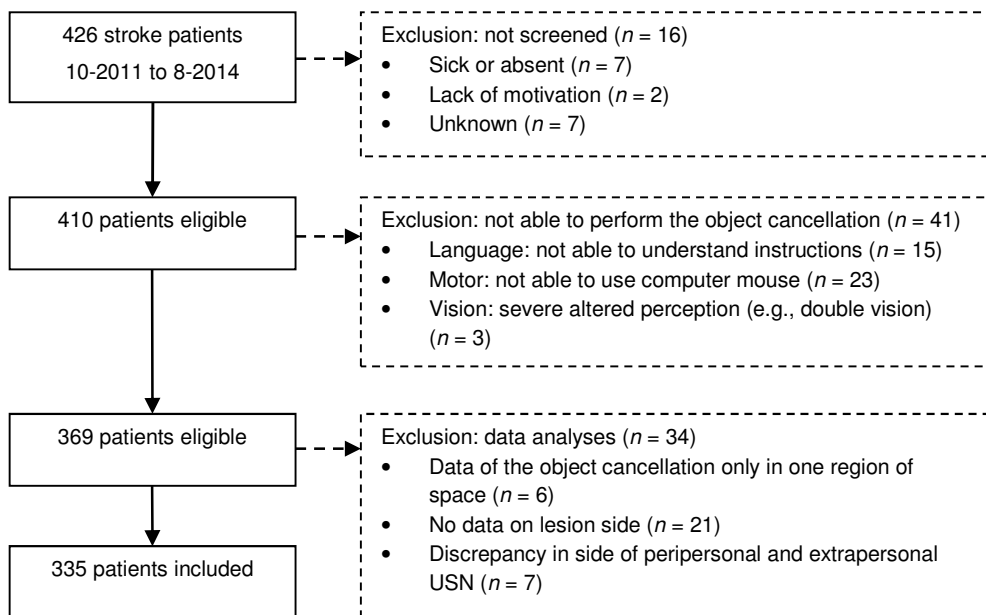 426 stroke patients
10-2011 to 8-2014
Exclusion: not screened (n = 16)
• Sick or absent (n = 7)
• Lack of motivation (n = 2)
• Unknown (n = 7)
410 patients eligible
Exclusion: not able to perform the object cancellation (n = 41)
• Language: not able to understand instructions (n = 15)
• Motor: not able to use computer mouse (n = 23)
• Vision: severe altered perception (e.g., double vision)
(n = 3)
369 patients eligible
Exclusion: data analyses (n = 34)
• Data of the object cancellation only in one region of
space (n = 6)
• No data on lesion side (n = 21)
• Discrepancy in side of peripersonal and extrapersonal
USN (n = 7)
335 patients included